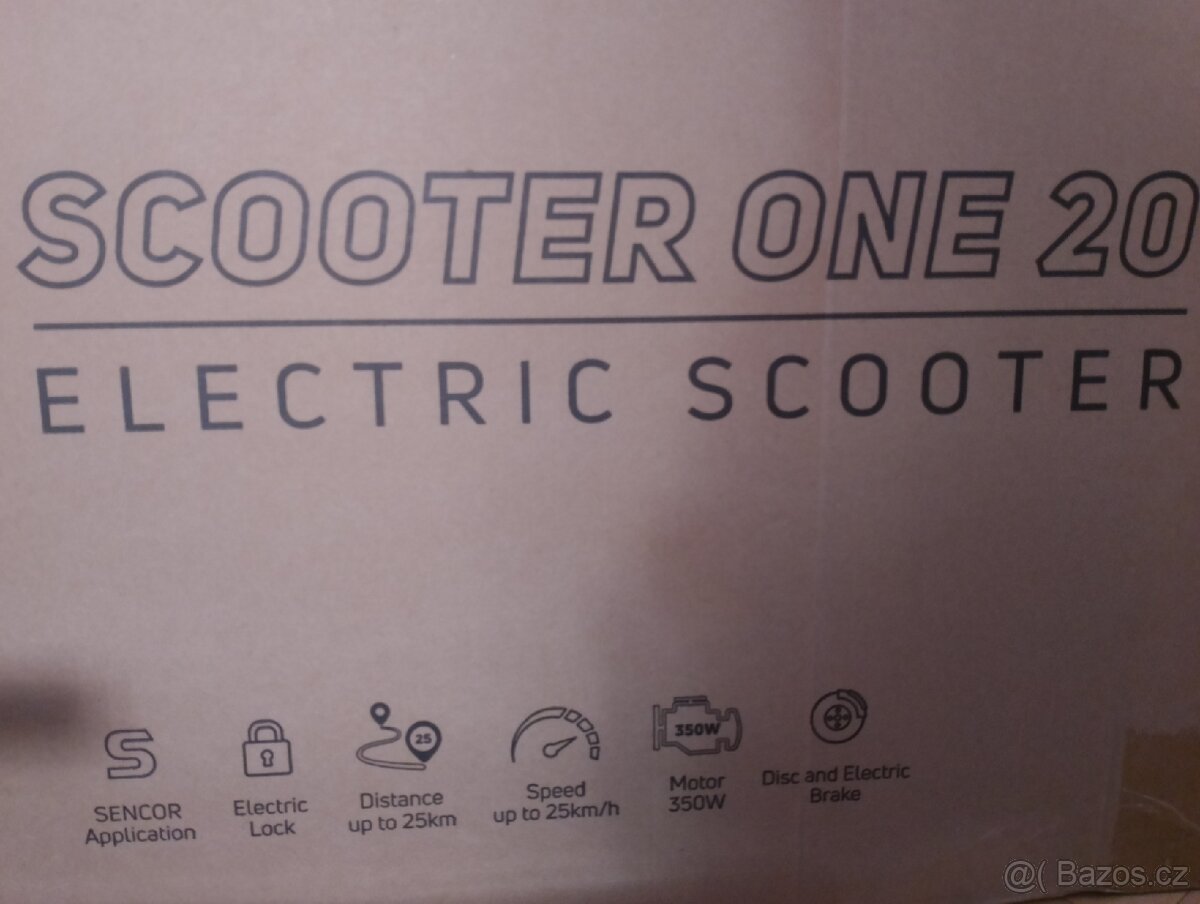 SCOOTER ONE 20
ELECTRIC SCOOTER
SENCOR
Application
Electric
Lock
25
Distance
up to 25km
Speed
up to 25km/h
350W
Motor
350W
Disc and Electric
Brake
@( Bazos.cz